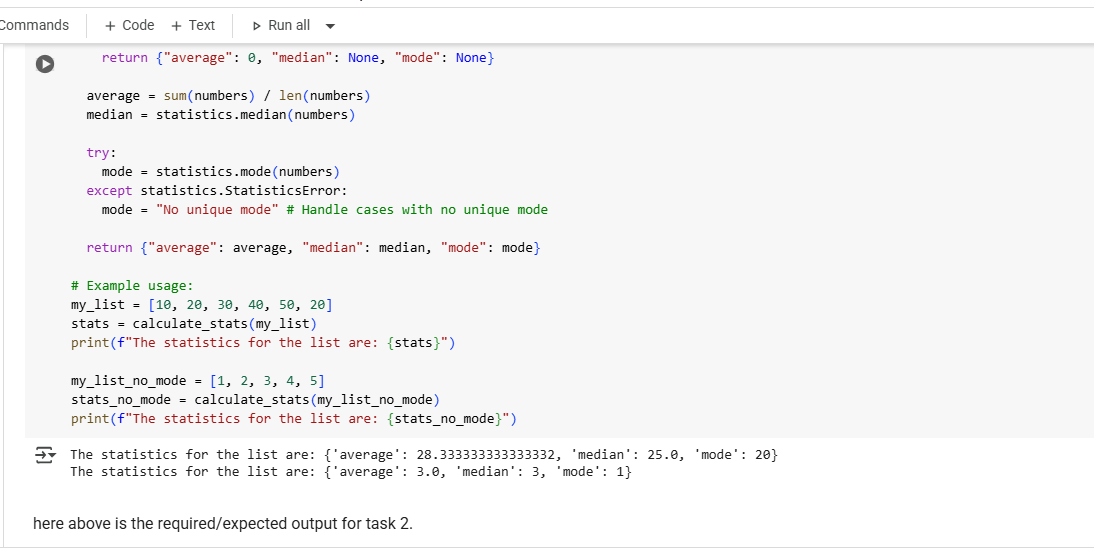 Commands + Code + Text Run all
return {"average": 0, "median": None, "mode": None}
average = sum(numbers) / len(numbers)
median = statistics.median(numbers)
try:
mode = statistics.mode(numbers)
except statistics.StatisticsError:
mode = "No unique mode" # Handle cases with no unique mode
return {"average": average, "median": median, "mode": mode}
# Example usage:
my_list = [10, 20, 30, 40, 50, 20]
stats = calculate_stats(my_list)
print(f"The statistics for the list are: {stats}")
my_list_no_mode = [1, 2, 3, 4, 5]
stats_no_mode = calculate_stats(my_list_no_mode)
print(f"The statistics for the list are: {stats_no_mode}")
The statistics for the list are: {'average': 28.333333333333332, 'median': 25.0, 'mode': 20}
The statistics for the list are: {'average': 3.0, 'median': 3, 'mode': 1}
here above is the required/expected output for task 2.